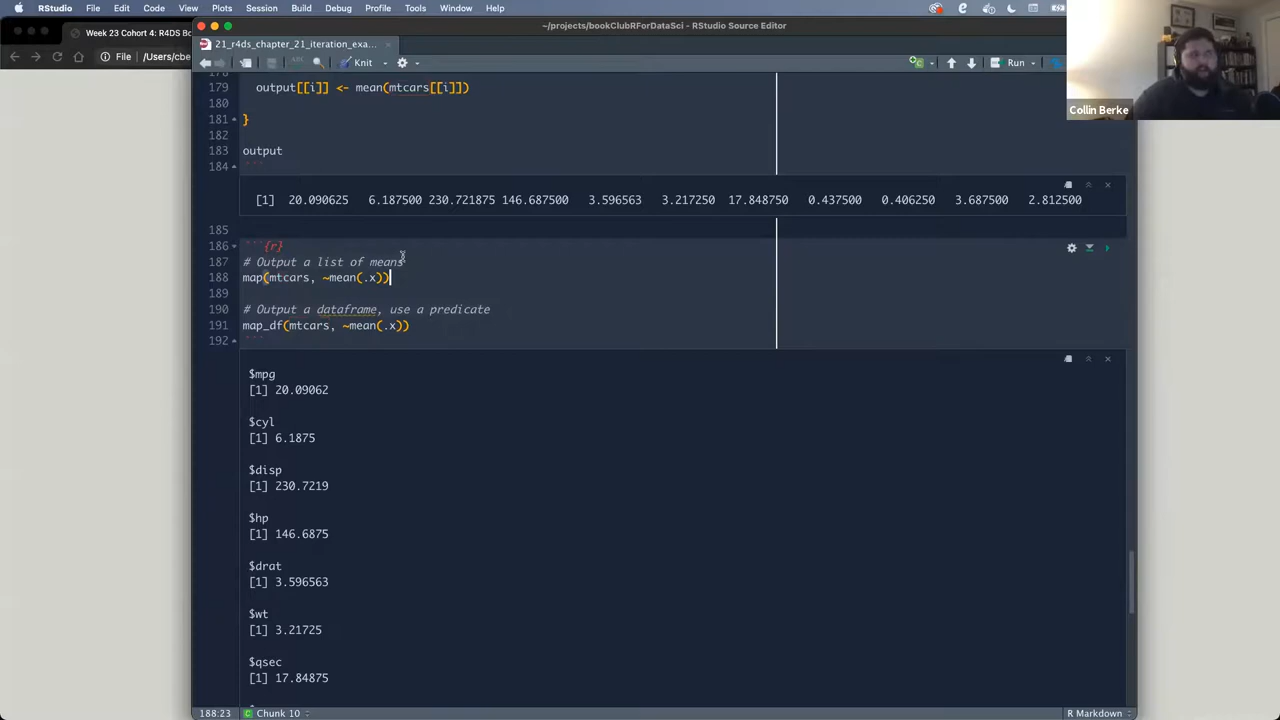 RStudio File Edit Code View Plots Session Build Debug Profile Tools Window Help
~/projects/bookClubRForDataSci - RStudio Source Editor
Week 23 Cohort 4: R4DS Bo
21_r4ds_chapter_21_iteration_exa...
File /Users/cbe
ABC Knit Run
Collin Berke
178
179 output[[i]] <- mean(mtcars[[i]])
180
181 }
182
183 output
184 ```
[1] 20.090625 6.187500 230.721875 146.687500 3.596563 3.217250 17.848750 0.437500 0.406250 3.687500 2.812500
185
186 ```{r}
187 # Output a list of means
188 map(mtcars, ~mean(.x))
189
190 # Output a dataframe, use a predicate
191 map_df(mtcars, ~mean(.x))
192 ```
$mpg
[1] 20.09062
$cyl
[1] 6.1875
$disp
[1] 230.7219
$hp
[1] 146.6875
$drat
[1] 3.596563
$wt
[1] 3.21725
$qsec
[1] 17.84875
188:23 C Chunk 10 R Markdown